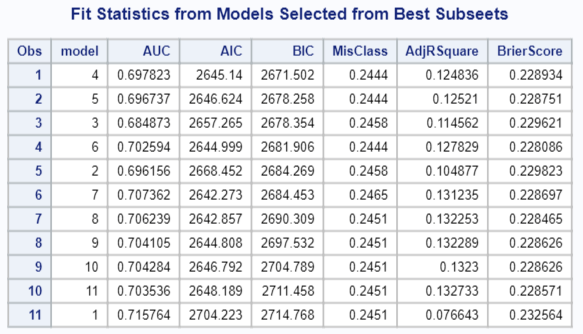 Fit Statistics from Models Selected from Best Subseets
Obs model AUC AIC BIC MisClass AdjRSquare BrierScore
1 4 0.697823 2645.14 2671.502 0.2444 0.124836 0.228934
2 5 0.696737 2646.624 2678.258 0.2444 0.12521 0.228751
3 3 0.684873 2657.265 2678.354 0.2458 0.114562 0.229621
4 6 0.702594 2644.999 2681.906 0.2444 0.127829 0.228086
5 2 0.696156 2668.452 2684.269 0.2458 0.104877 0.229823
6 7 0.707362 2642.273 2684.453 0.2465 0.131235 0.228697
7 8 0.706239 2642.857 2690.309 0.2451 0.132253 0.228465
8 9 0.704105 2644.808 2697.532 0.2451 0.132289 0.228626
9 10 0.704284 2646.792 2704.789 0.2451 0.1323 0.228626
10 11 0.703536 2648.189 2711.458 0.2451 0.132733 0.228571
11 1 0.715764 2704.223 2714.768 0.2451 0.076643 0.232564